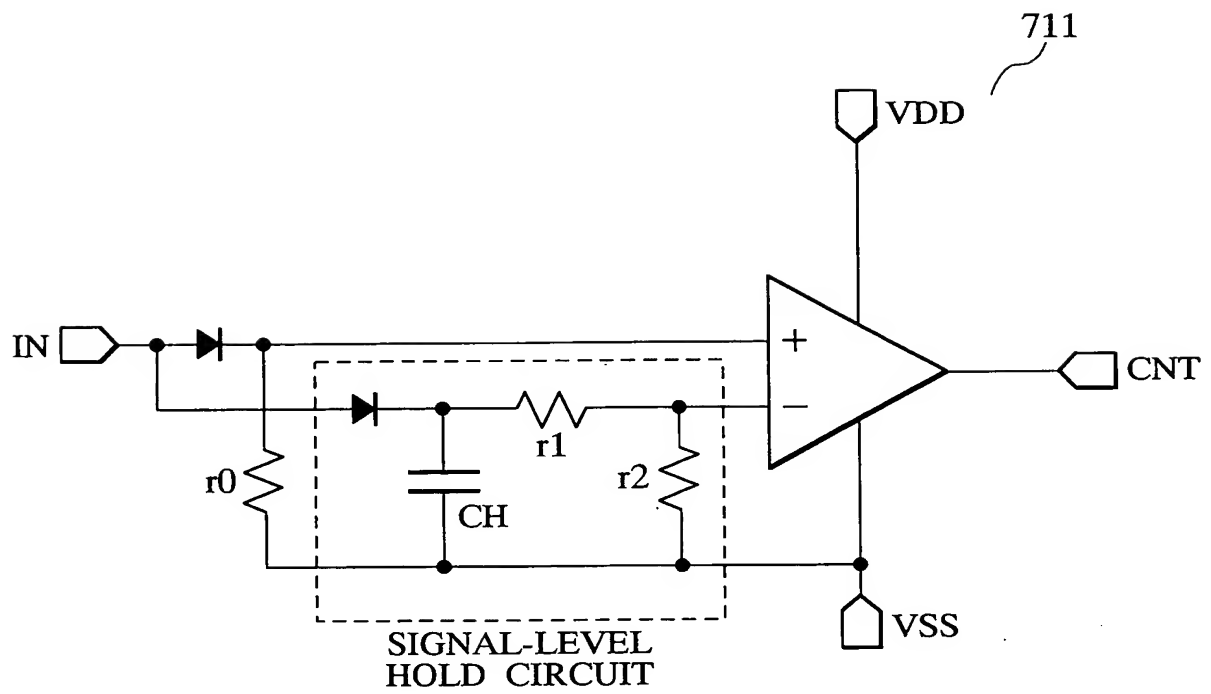 711
VDD
IN
+
CNT
−
r1
r0
r2
CH
VSS
SIGNAL-LEVEL
HOLD CIRCUIT